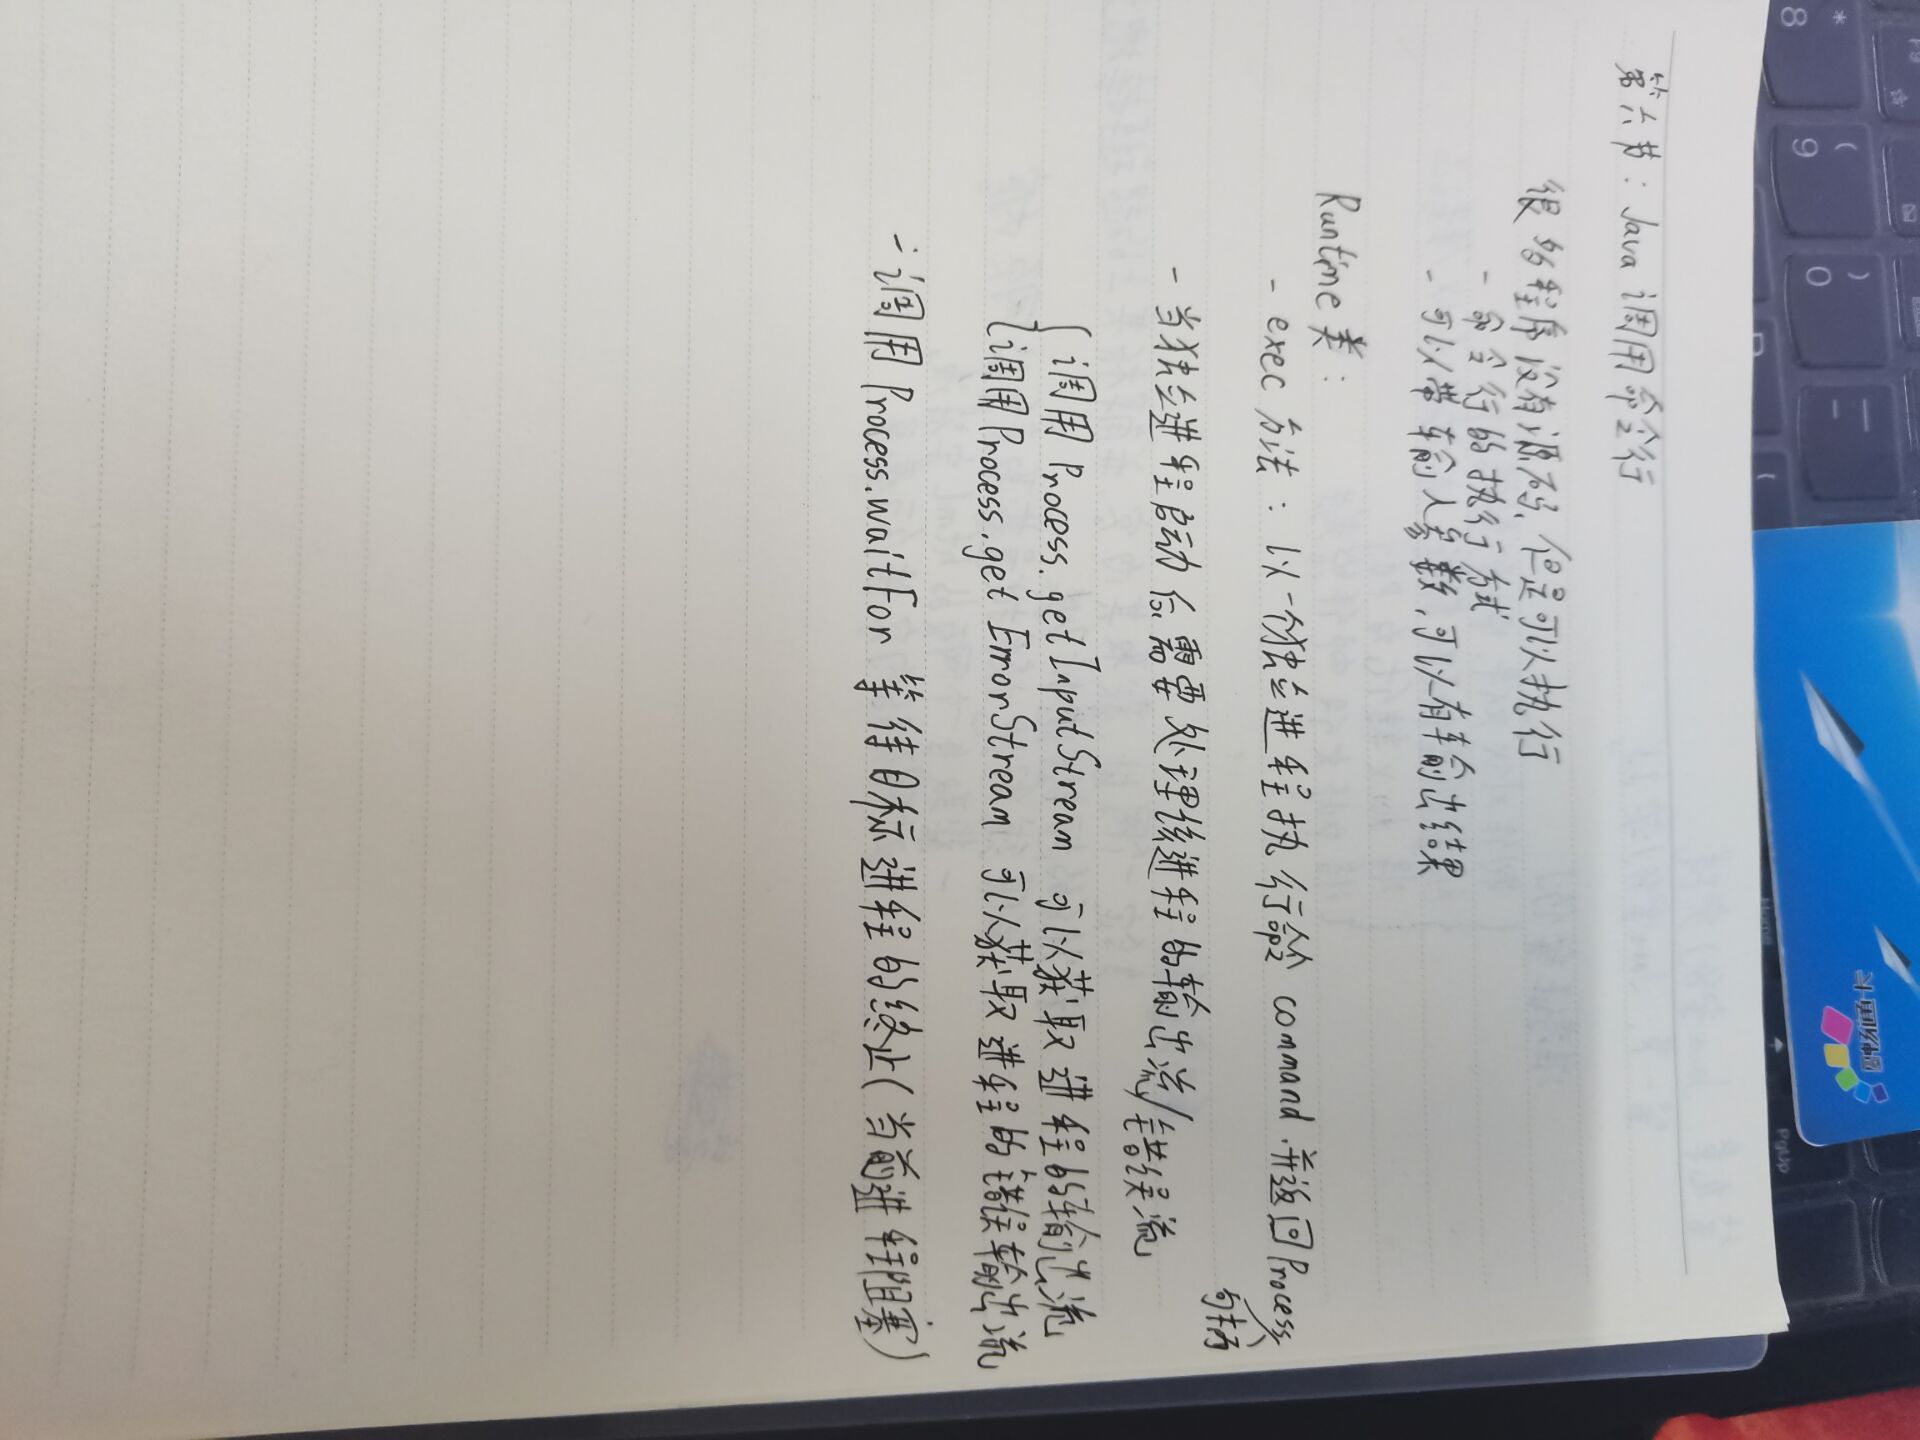 第六节：Java 调用命令行
很多程序没有源码，但是可以执行
- 命令行的执行方式
- 可以带输入参数，可以有输出结果
Runtime 类：
- exec 方法：以一个独立进程执行命令 command. 并返回 Process
句柄
- 当独立进程启动后，需要处理该进程的输出流/错误流
{ 调用 Process.getInputStream 可以获取进程的输出流
{ 调用 Process.getErrorStream 可以获取进程的错误输出流
- 调用 Process.waitFor 等待目标进程的终止(当前进程阻塞)
8 *
9 (
0 )
Home
PgUp